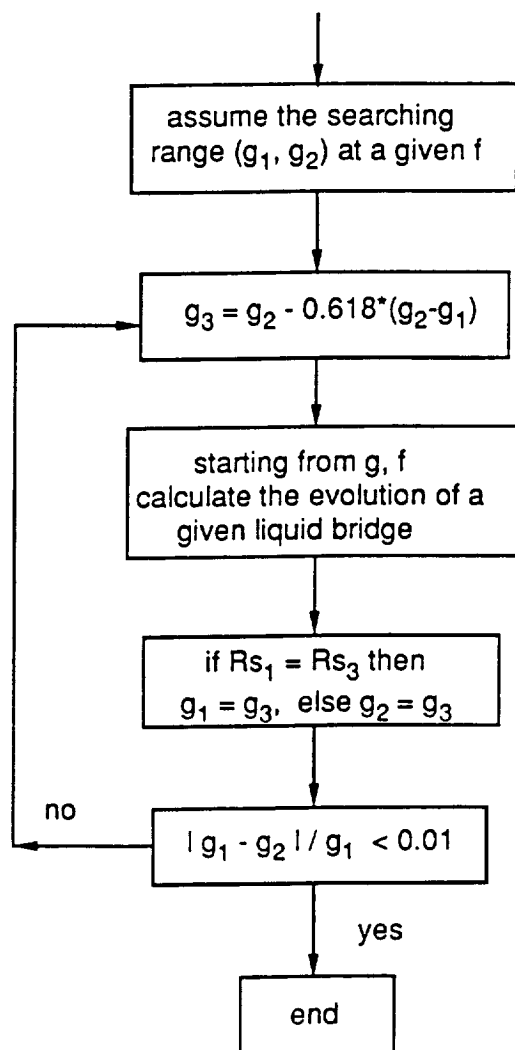 assume the searching
range (g₁, g₂) at a given f
g₃ = g₂ - 0.618*(g₂-g₁)
starting from g, f
calculate the evolution of a
given liquid bridge
if Rs₁ = Rs₃ then
g₁ = g₃, else g₂ = g₃
no
| g₁ - g₂ | / g₁ < 0.01
yes
end